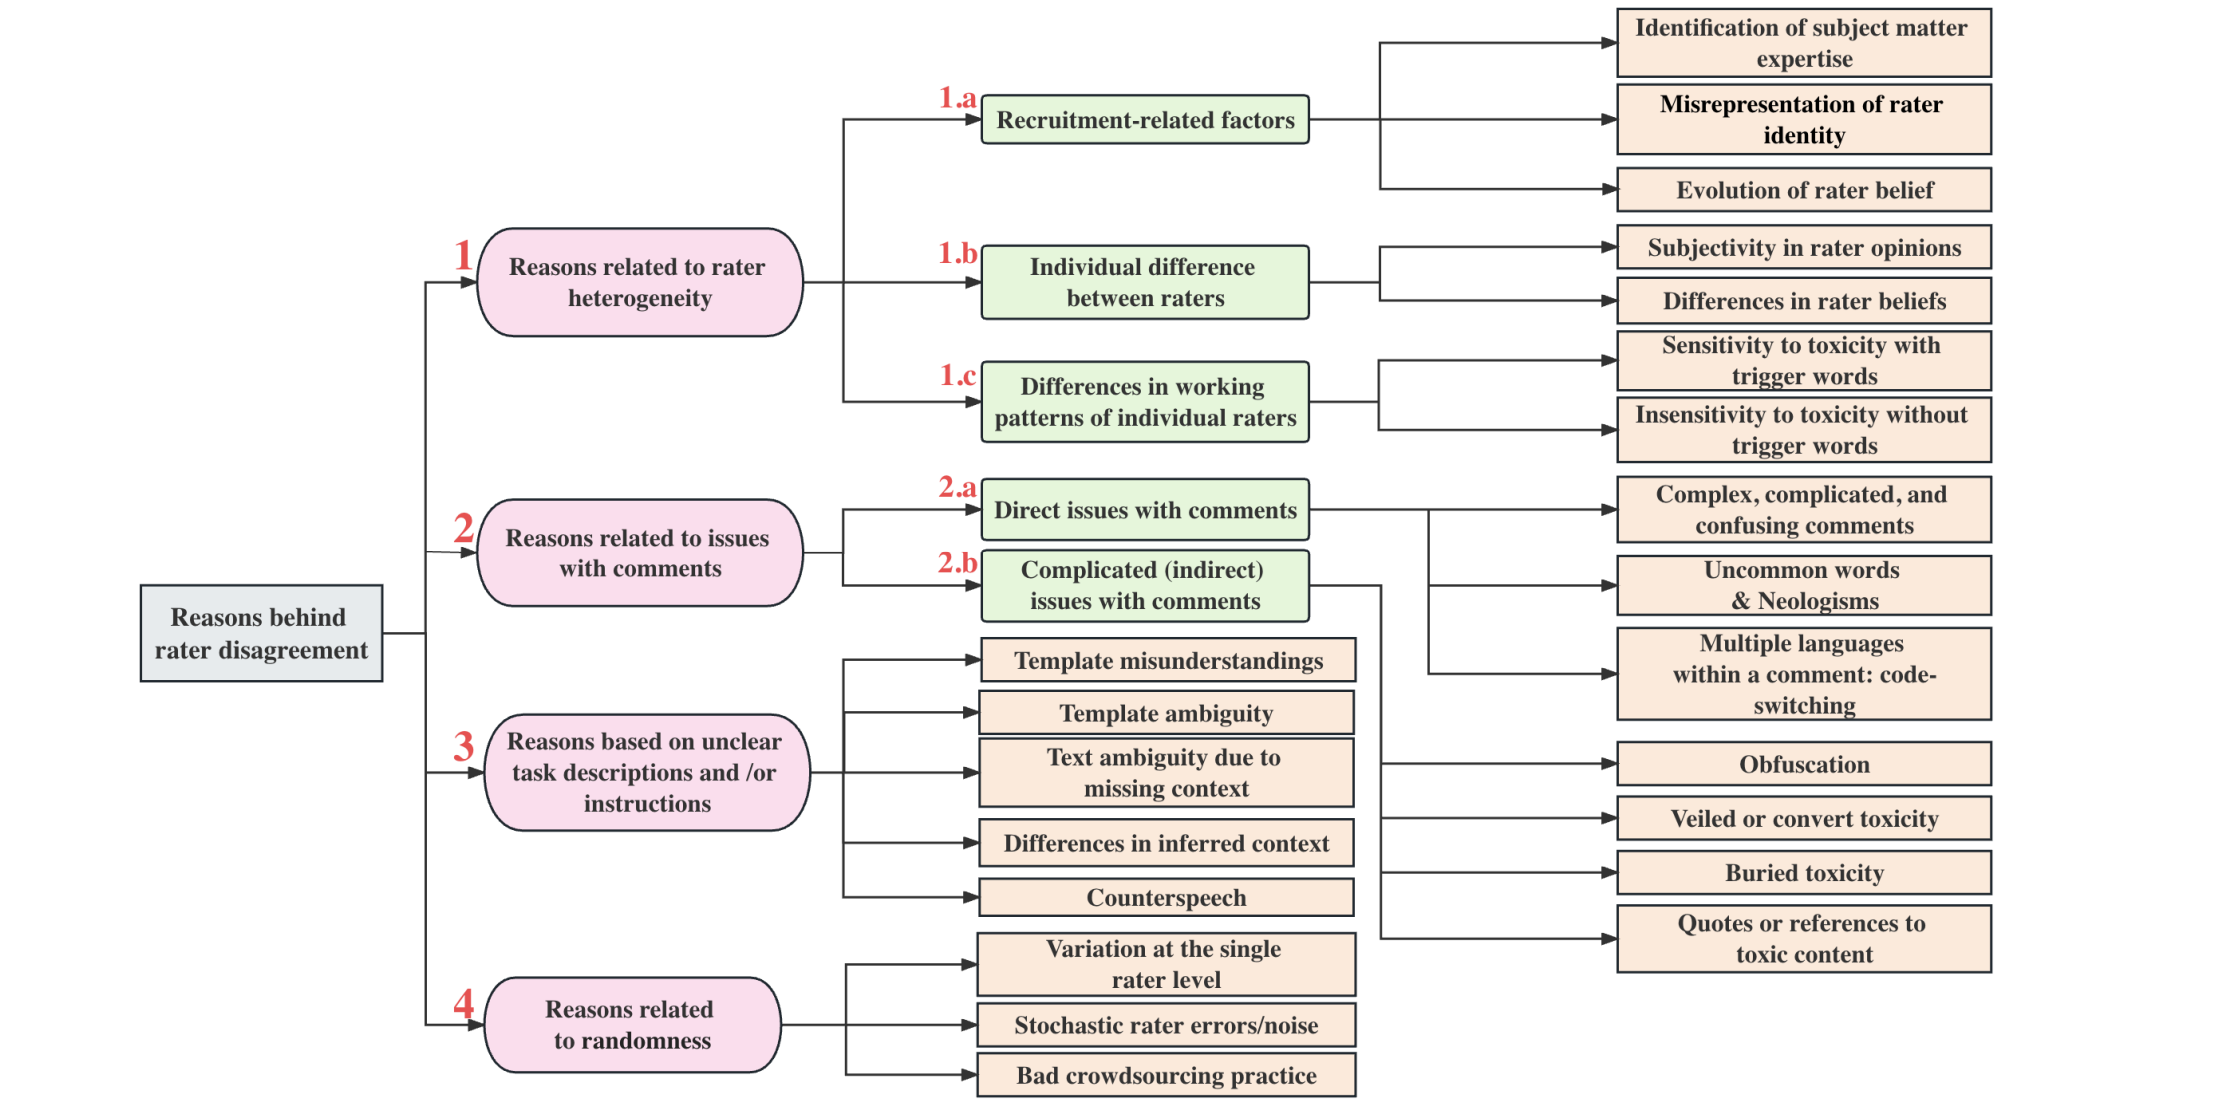 Reasons behind
rater disagreement
1
Reasons related to rater
heterogeneity
1.a
Recruitment-related factors
Identification of subject matter
expertise
Misrepresentation of rater
identity
Evolution of rater belief
1.b
Individual difference
between raters
Subjectivity in rater opinions
Differences in rater beliefs
1.c
Differences in working
patterns of individual raters
Sensitivity to toxicity with
trigger words
Insensitivity to toxicity without
trigger words
2
Reasons related to issues
with comments
2.a
Direct issues with comments
Complex, complicated, and
confusing comments
Uncommon words
& Neologisms
Multiple languages
within a comment: code-
switching
2.b
Complicated (indirect)
issues with comments
Obfuscation
Veiled or convert toxicity
Buried toxicity
Quotes or references to
toxic content
3
Reasons based on unclear
task descriptions and /or
instructions
Template misunderstandings
Template ambiguity
Text ambiguity due to
missing context
Differences in inferred context
Counterspeech
4
Reasons related
to randomness
Variation at the single
rater level
Stochastic rater errors/noise
Bad crowdsourcing practice